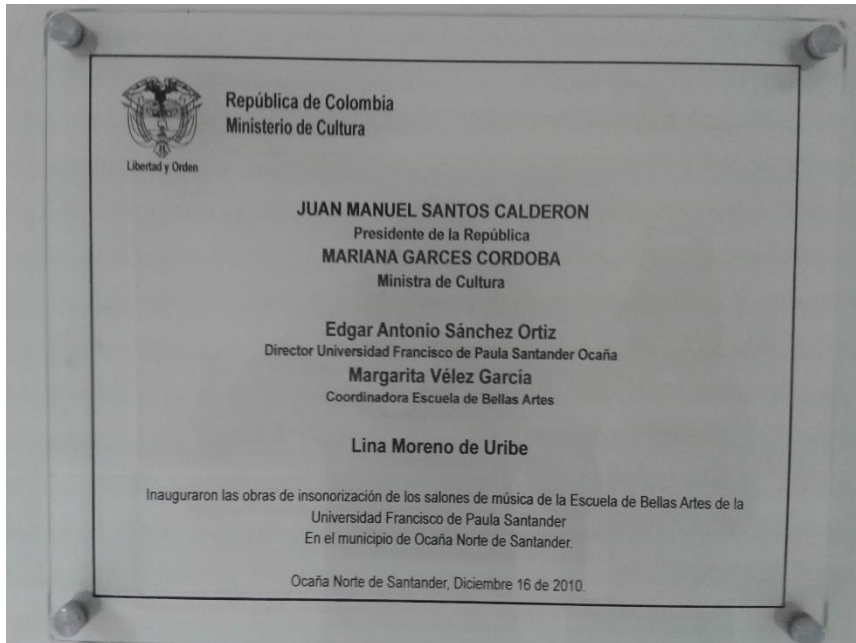 República de Colombia
Ministerio de Cultura
Libertad y Orden
JUAN MANUEL SANTOS CALDERON
Presidente de la República
MARIANA GARCES CORDOBA
Ministra de Cultura
Edgar Antonio Sánchez Ortiz
Director Universidad Francisco de Paula Santander Ocaña
Margarita Vélez García
Coordinadora Escuela de Bellas Artes
Lina Moreno de Uribe
Inauguraron las obras de insonorización de los salones de música de la Escuela de Bellas Artes de la
Universidad Francisco de Paula Santander
En el municipio de Ocaña Norte de Santander.
Ocaña Norte de Santander, Diciembre 16 de 2010.